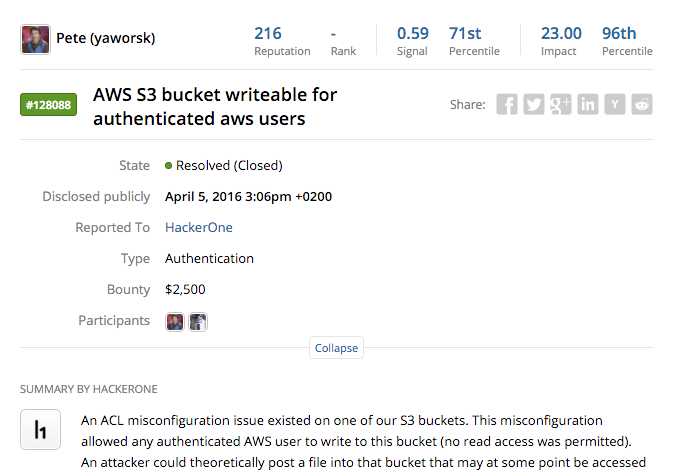 Pete (yaworsk)
216 - 0.59 71st 23.00 96th
Reputation Rank Signal Percentile Impact Percentile
#128088
AWS S3 bucket writeable for
authenticated aws users
Share: f g+ in Y
State Resolved (Closed)
Disclosed publicly April 5, 2016 3:06pm +0200
Reported To HackerOne
Type Authentication
Bounty $2,500
Participants
Collapse
SUMMARY BY HACKERONE
h1
An ACL misconfiguration issue existed on one of our S3 buckets. This misconfiguration
allowed any authenticated AWS user to write to this bucket (no read access was permitted).
An attacker could theoretically post a file into that bucket that may at some point be accessed